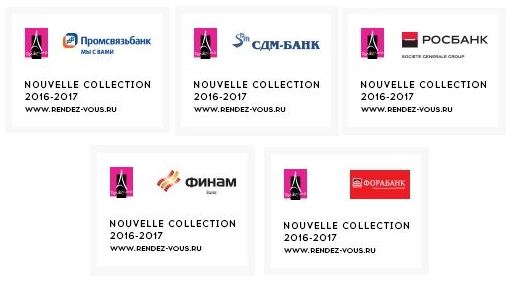 Промсвязьбанк
МЫ С ВАМИ
NOUVELLE COLLECTION
2016-2017
WWW.RENDEZ-VOUS.RU
СДМ-БАНК
NOUVELLE COLLECTION
2016-2017
WWW.RENDEZ-VOUS.RU
РОСБАНК
SOCIETE GENERALE GROUP
NOUVELLE COLLECTION
2016-2017
WWW.RENDEZ-VOUS.RU
ФИНАМ
Банк
NOUVELLE COLLECTION
2016-2017
WWW.RENDEZ-VOUS.RU
ФОРАБАНК
NOUVELLE COLLECTION
2016-2017
WWW.RENDEZ-VOUS.RU